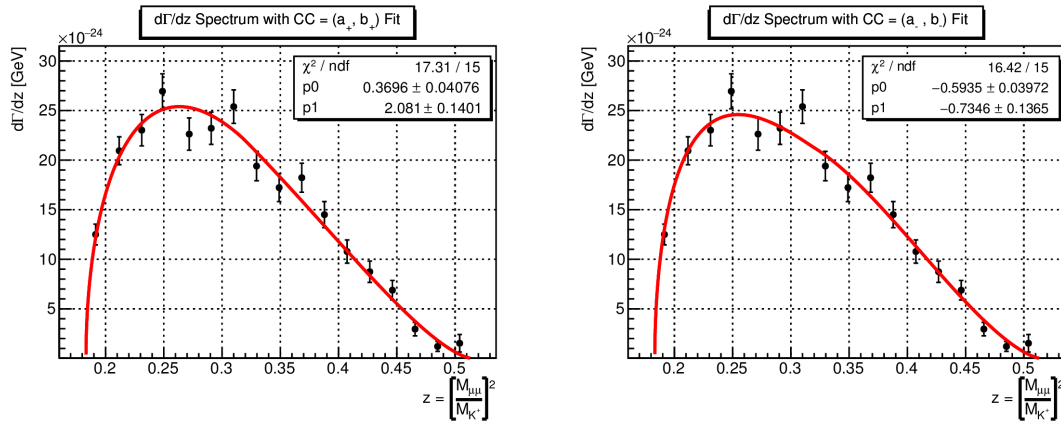 dΓ/dz Spectrum with CC = (a₊, b₊) Fit
×10⁻²⁴
dΓ/dz [GeV]
30
25
20
15
10
5
χ² / ndf 17.31 / 15
p0 0.3696 ± 0.04076
p1 2.081 ± 0.1401
0.2 0.25 0.3 0.35 0.4 0.45 0.5
z = [M_μμ/M_K⁺]²
dΓ/dz Spectrum with CC = (a₋, b₋) Fit
×10⁻²⁴
dΓ/dz [GeV]
30
25
20
15
10
5
χ² / ndf 16.42 / 15
p0 −0.5935 ± 0.03972
p1 −0.7346 ± 0.1365
0.2 0.25 0.3 0.35 0.4 0.45 0.5
z = [M_μμ/M_K⁺]²